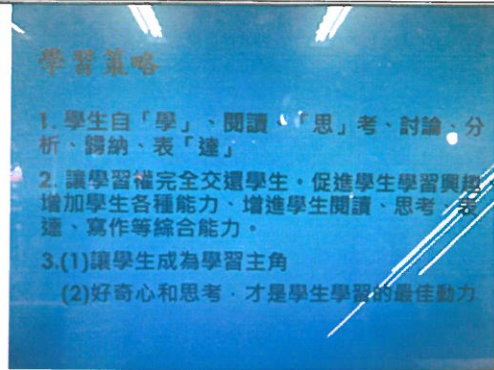 學習策略
1. 學生自「學」、閱讀、「思」考、討論、分
析、歸納、表「達」
2. 讓學習權完全交還學生。促進學生學習興趣
增加學生各種能力、增進學生閱讀、思考、表
達、寫作等綜合能力。
3.(1)讓學生成為學習主角
(2)好奇心和思考，才是學生學習的最佳動力